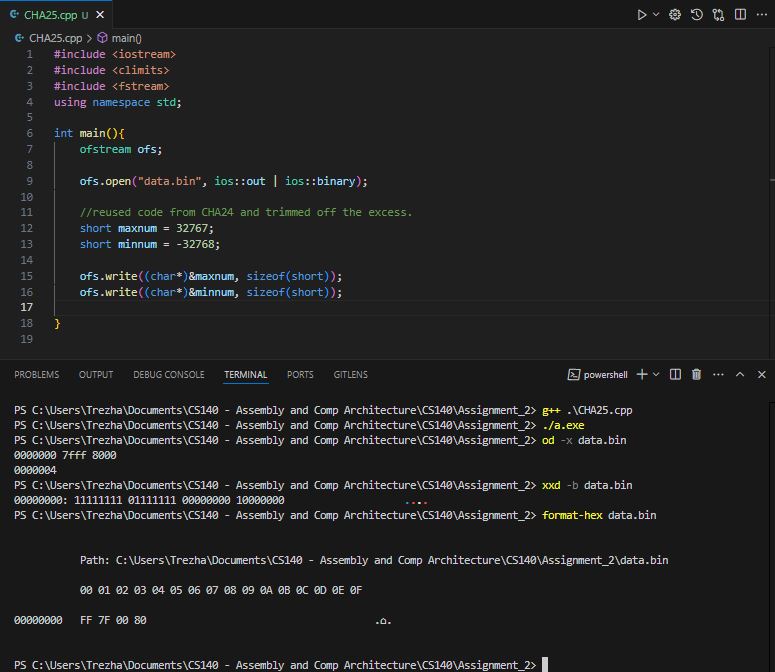 CHA25.cpp U
CHA25.cpp > main()
1 #include <iostream>
2 #include <climits>
3 #include <fstream>
4 using namespace std;
5
6 int main(){
7 ofstream ofs;
8
9 ofs.open("data.bin", ios::out | ios::binary);
10
11 //reused code from CHA24 and trimmed off the excess.
12 short maxnum = 32767;
13 short minnum = -32768;
14
15 ofs.write((char*)&maxnum, sizeof(short));
16 ofs.write((char*)&minnum, sizeof(short));
17
18 }
19
PROBLEMS OUTPUT DEBUG CONSOLE TERMINAL PORTS GITLENS powershell
PS C:\Users\Trezha\Documents\CS140 - Assembly and Comp Architecture\CS140\Assignment_2> g++ .\CHA25.cpp
PS C:\Users\Trezha\Documents\CS140 - Assembly and Comp Architecture\CS140\Assignment_2> ./a.exe
PS C:\Users\Trezha\Documents\CS140 - Assembly and Comp Architecture\CS140\Assignment_2> od -x data.bin
0000000 7fff 8000
0000004
PS C:\Users\Trezha\Documents\CS140 - Assembly and Comp Architecture\CS140\Assignment_2> xxd -b data.bin
00000000: 11111111 01111111 00000000 10000000 ....
PS C:\Users\Trezha\Documents\CS140 - Assembly and Comp Architecture\CS140\Assignment_2> format-hex data.bin
Path: C:\Users\Trezha\Documents\CS140 - Assembly and Comp Architecture\CS140\Assignment_2\data.bin
00 01 02 03 04 05 06 07 08 09 0A 0B 0C 0D 0E 0F
00000000 FF 7F 00 80 .⌂.
PS C:\Users\Trezha\Documents\CS140 - Assembly and Comp Architecture\CS140\Assignment_2>